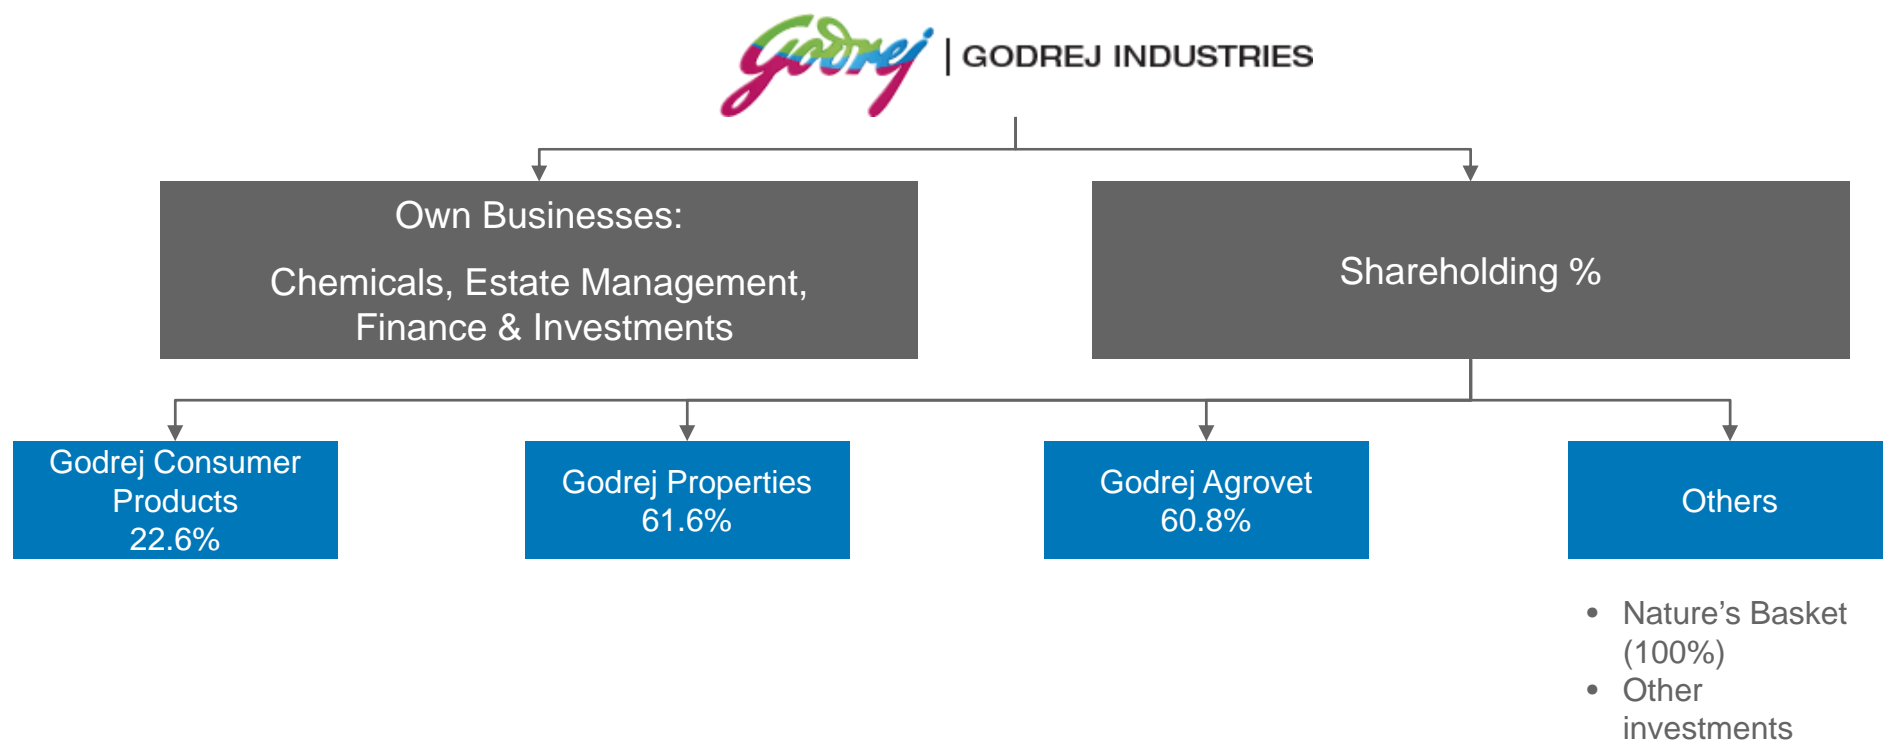 Godrej | GODREJ INDUSTRIES
Own Businesses:
Chemicals, Estate Management,
Finance & Investments
Shareholding %
Godrej Consumer
Products
22.6%
Godrej Properties
61.6%
Godrej Agrovet
60.8%
Others
• Nature’s Basket
(100%)
• Other
investments